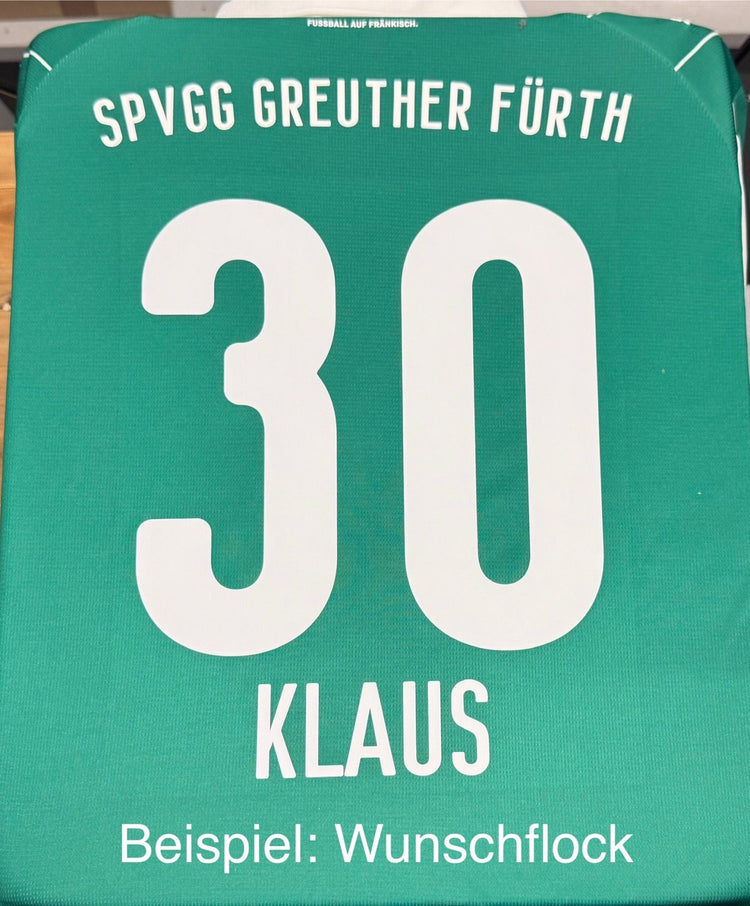 FUSSBALL AUF FRÄNKISCH.
SPVGG GREUTHER FÜRTH
30
KLAUS
Beispiel: Wunschflock